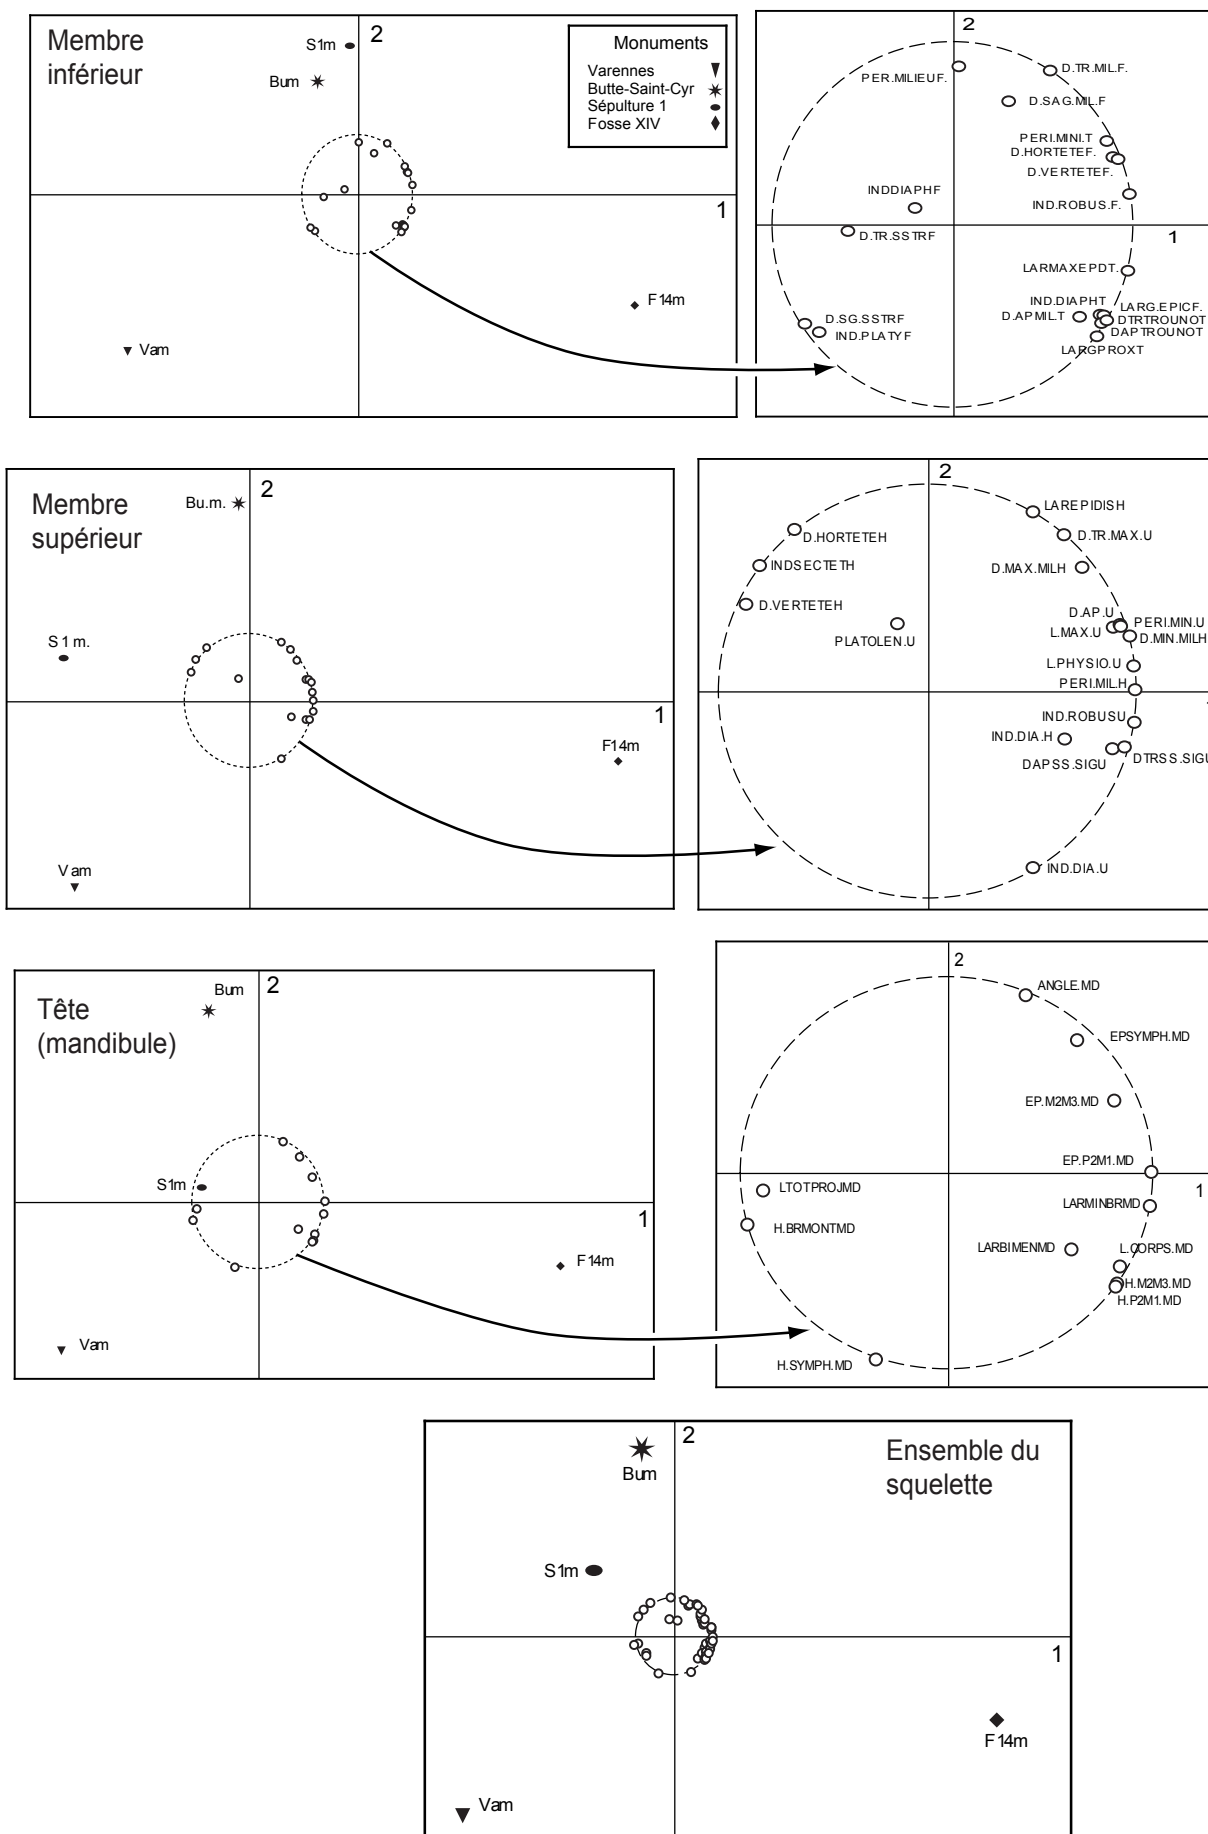 Membre
inférieur
S1m
2
Bum
Monuments
Varennes
Butte-Saint-Cyr
Sépulture 1
Fosse XIV
1
F14m
Vam
2
PER.MILIEUF.
D.TR.MIL.F.
D.SAG.MIL.F
PERI.MINI.T
D.HORTETEF.
D.VERTETEF.
INDDIAPHF
IND.ROBUS.F.
D.TR.SSTRF
1
LARMAXEPDT.
IND.DIAPHT
LARG.EPICF.
D.APMIL.T
DTRTROUNOT
DAPTROUNOT
LARGPROXT
D.SG.SSTRF
IND.PLATYF
Membre
supérieur
Bu.m.
2
S1m.
1
F14m
Vam
2
LAREPIDISH
D.HORTETEH
D.TR.MAX.U
INDSECTETH
D.MAX.MILH
D.VERTETEH
D.AP.U
PERI.MIN.U
L.MAX.U
D.MIN.MILH
PLATOLEN.U
L.PHYSIO.U
PERI.MIL.H
IND.ROBUSU
IND.DIA.H
DAPSS.SIGU
DTRSS.SIGU
IND.DIA.U
Tête
(mandibule)
Bum
2
S1m
1
F14m
Vam
2
ANGLE.MD
EPSYMPH.MD
EP.M2M3.MD
EP.P2M1.MD
LTOTPROJMD
1
LARMINBRMD
H.BRMONTMD
LARBIMENMD
L.CORPS.MD
H.M2M3.MD
H.P2M1.MD
H.SYMPH.MD
2
Ensemble du
squelette
Bum
S1m
1
F14m
Vam